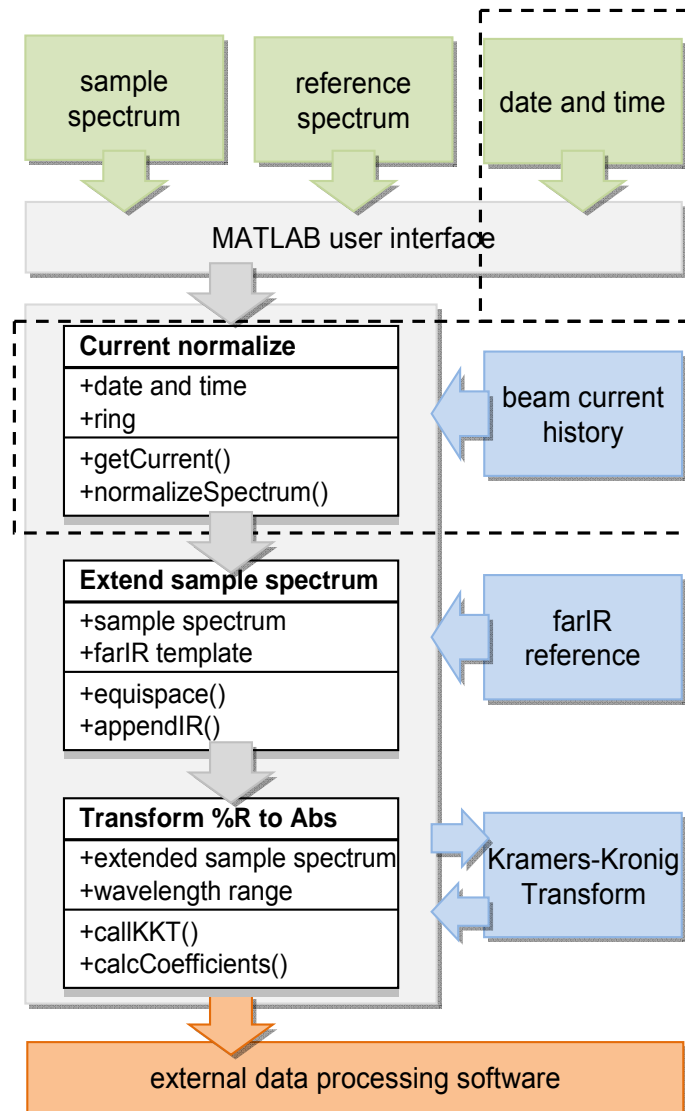 sample
spectrum
reference
spectrum
date and time
MATLAB user interface
Current normalize
+date and time
+ring
+getCurrent()
+normalizeSpectrum()
beam current
history
Extend sample spectrum
+sample spectrum
+farIR template
+equispace()
+appendIR()
farIR
reference
Transform %R to Abs
+extended sample spectrum
+wavelength range
+callKKT()
+calcCoefficients()
Kramers-Kronig
Transform
external data processing software